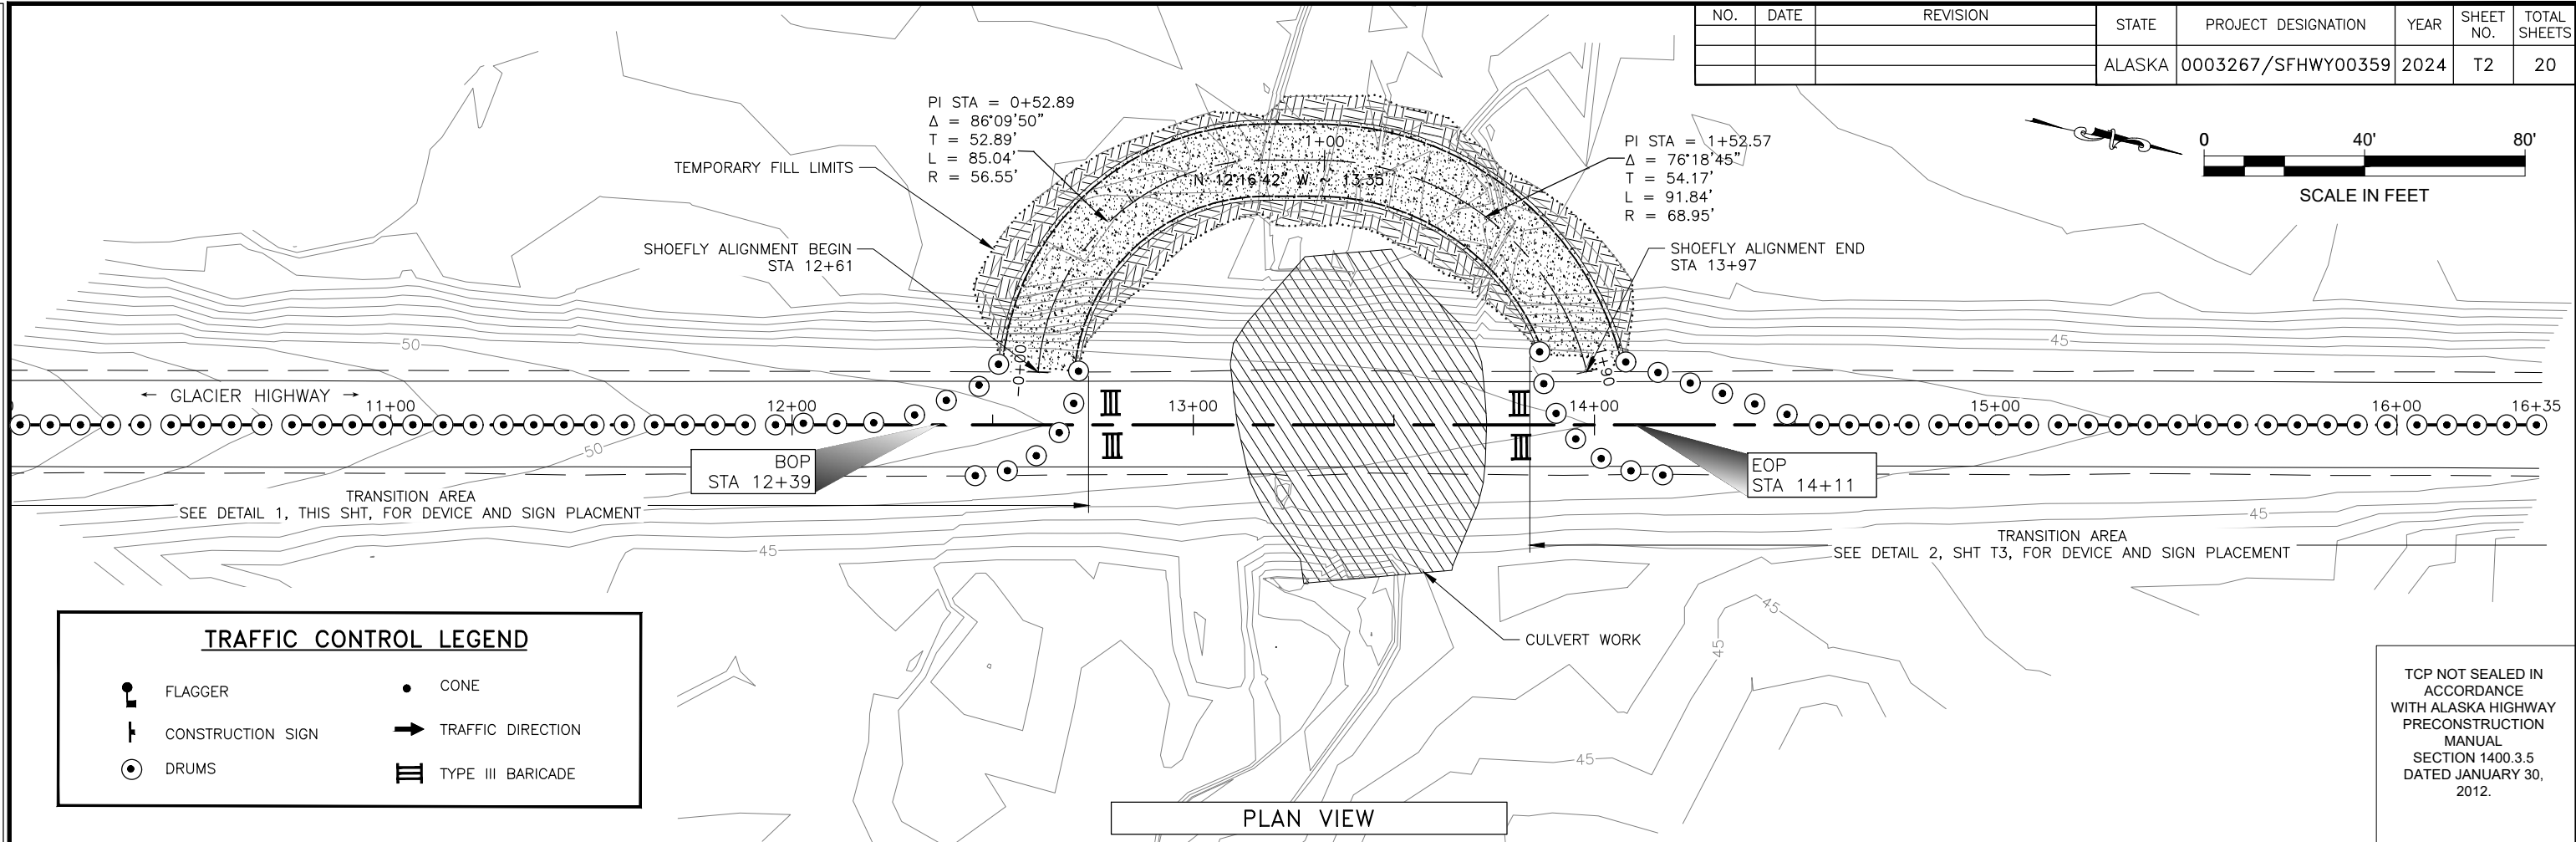 NO. DATE REVISION
STATE PROJECT DESIGNATION YEAR SHEET NO. TOTAL SHEETS
ALASKA 0003267/SFHWY00359 2024 T2 20
PI STA = 0+52.89
Δ = 86°09'50"
T = 52.89'
L = 85.04'
R = 56.55'
TEMPORARY FILL LIMITS
SHOEFLY ALIGNMENT BEGIN
STA 12+61
1+00
N 12°16'42" W ~ 13.35'
PI STA = 1+52.57
Δ = 76°18'45"
T = 54.17'
L = 91.84'
R = 68.95'
SHOEFLY ALIGNMENT END
STA 13+97
0 40' 80'
SCALE IN FEET
50
45
0+00
1+90
← GLACIER HIGHWAY →
11+00
12+00
13+00
14+00
15+00
16+00
16+35
50
BOP
STA 12+39
EOP
STA 14+11
TRANSITION AREA
SEE DETAIL 1, THIS SHT, FOR DEVICE AND SIGN PLACMENT
45
45
TRANSITION AREA
SEE DETAIL 2, SHT T3, FOR DEVICE AND SIGN PLACEMENT
45
45
45
CULVERT WORK
TRAFFIC CONTROL LEGEND
FLAGGER
CONE
CONSTRUCTION SIGN
TRAFFIC DIRECTION
DRUMS
TYPE III BARICADE
PLAN VIEW
TCP NOT SEALED IN
ACCORDANCE
WITH ALASKA HIGHWAY
PRECONSTRUCTION
MANUAL
SECTION 1400.3.5
DATED JANUARY 30,
2012.